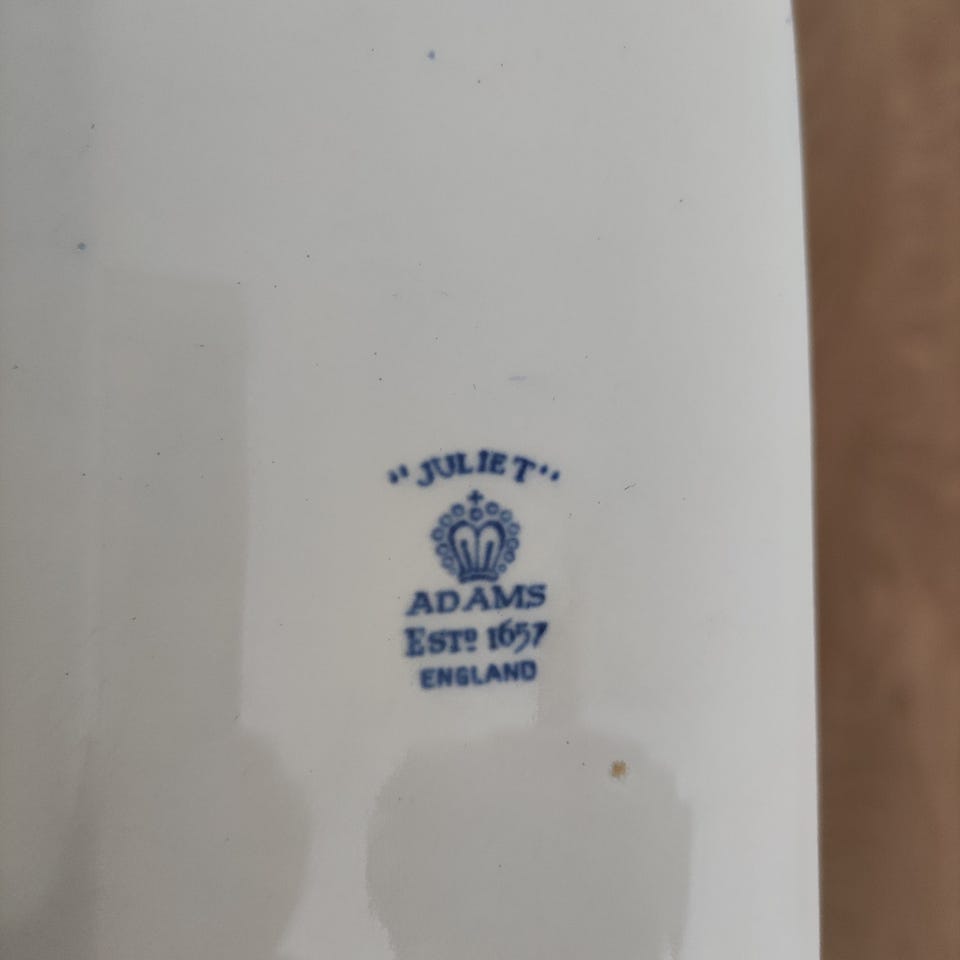 "JULIET"
ADAMS
ESTD 1657
ENGLAND